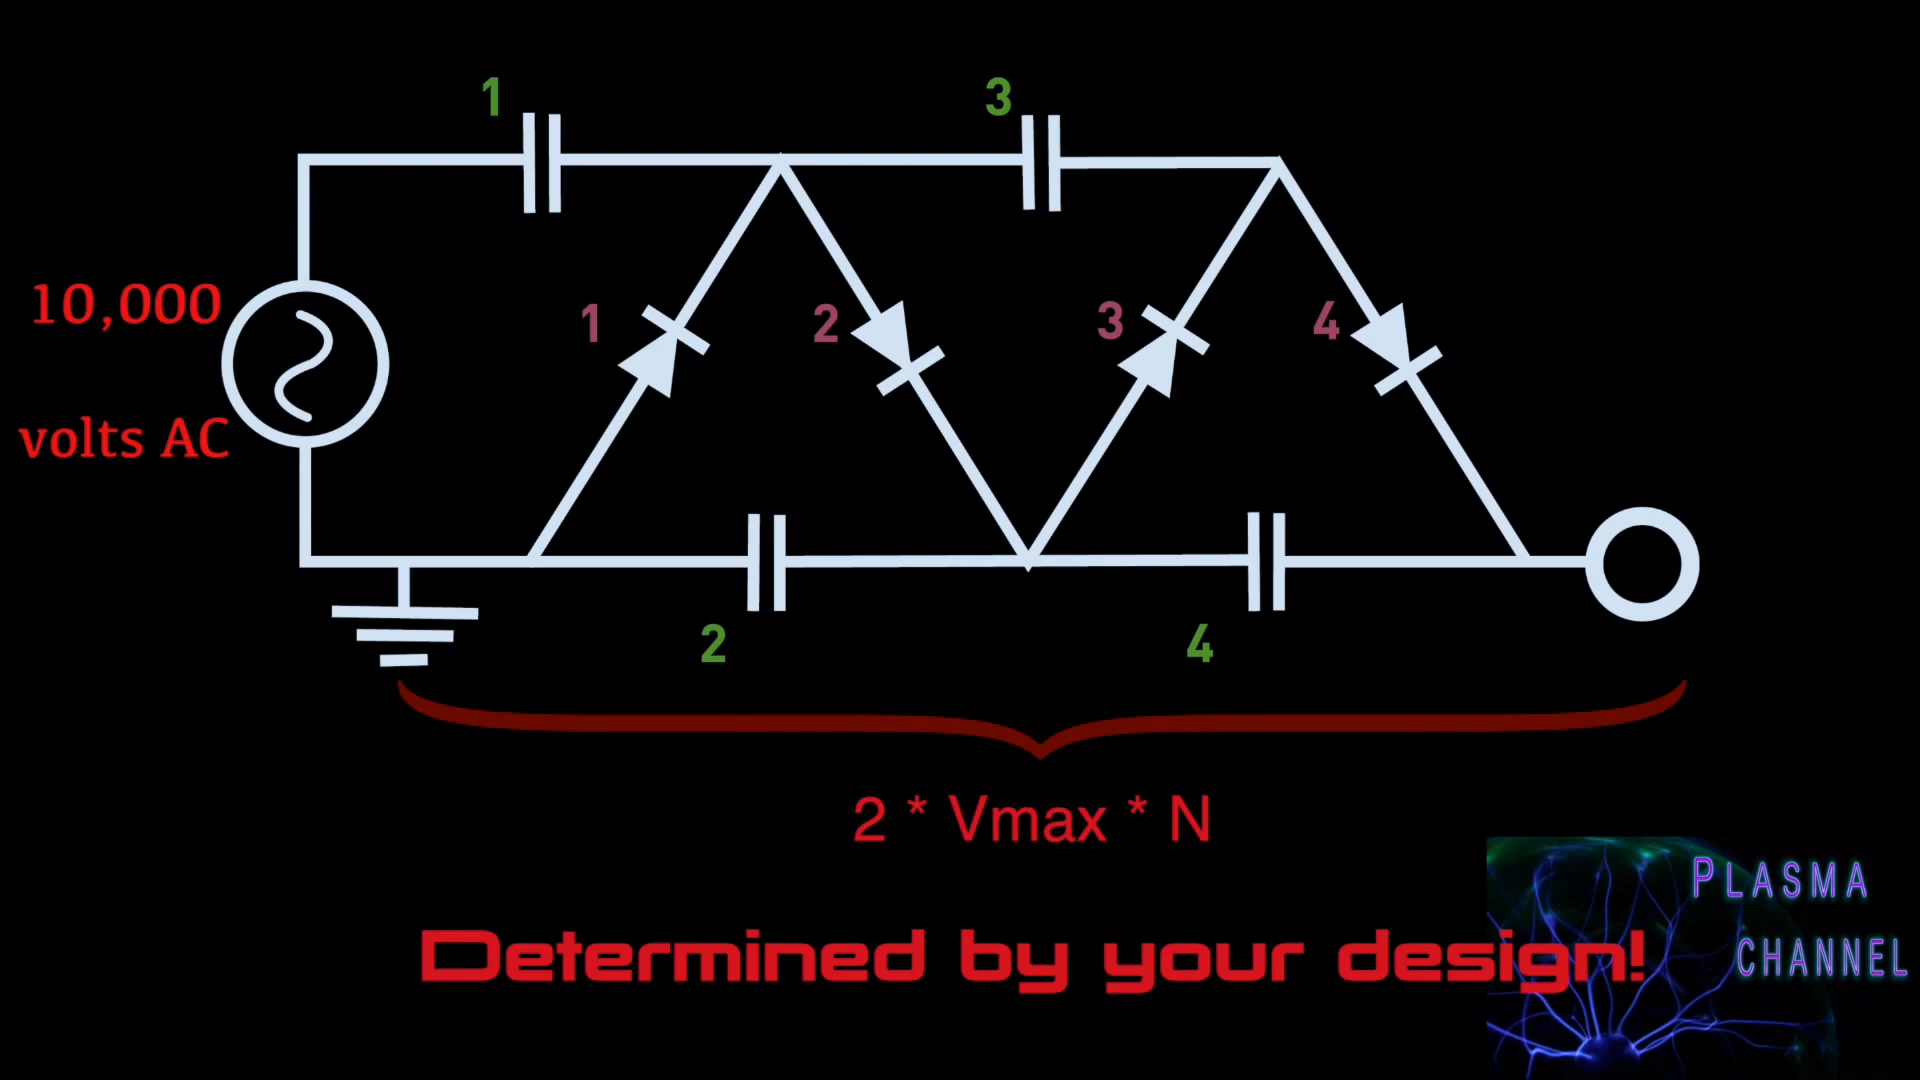 1
3
10,000
volts AC
1
2
3
4
2
4
2 * Vmax * N
Determined by your design!
PLASMA
CHANNEL